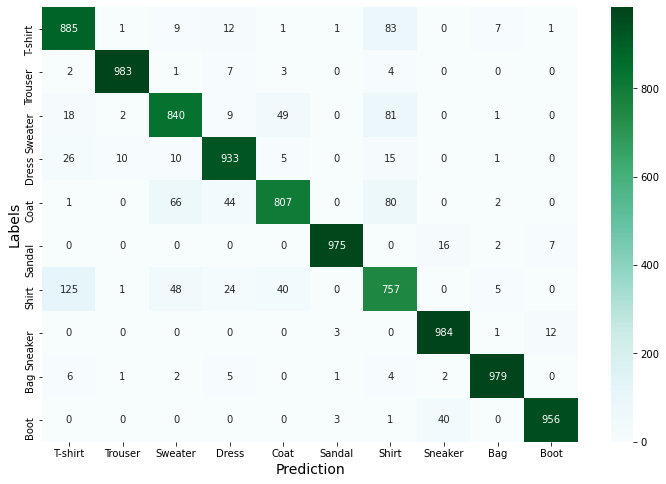 T-shirt 885 1 9 12 1 1 83 0 7 1
Trouser 2 983 1 7 3 0 4 0 0 0
Sweater 18 2 840 9 49 0 81 0 1 0
Dress 26 10 10 933 5 0 15 0 1 0
Coat 1 0 66 44 807 0 80 0 2 0
Sandal 0 0 0 0 0 975 0 16 2 7
Shirt 125 1 48 24 40 0 757 0 5 0
Sneaker 0 0 0 0 0 3 0 984 1 12
Bag 6 1 2 5 0 1 4 2 979 0
Boot 0 0 0 0 0 3 1 40 0 956
T-shirt Trouser Sweater Dress Coat Sandal Shirt Sneaker Bag Boot
Prediction
Labels
800
600
400
200
0